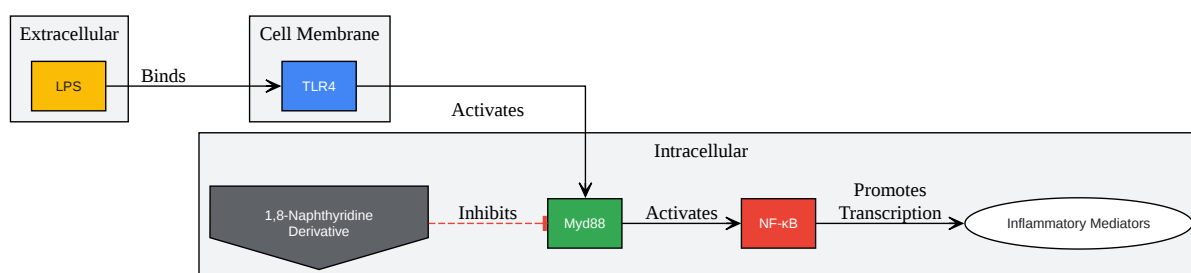 Extracellular
Cell Membrane
LPS
Binds
TLR4
Activates
Intracellular
1,8-Naphthyridine
Derivative
Inhibits
Myd88
Activates
NF-κB
Promotes
Transcription
Inflammatory Mediators